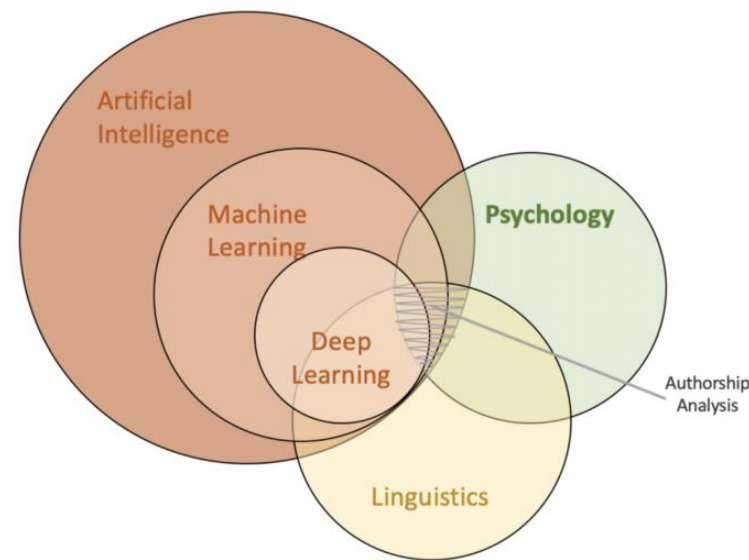 Artificial
Intelligence
Machine
Learning
Psychology
Deep
Learning
Authorship
Analysis
Linguistics